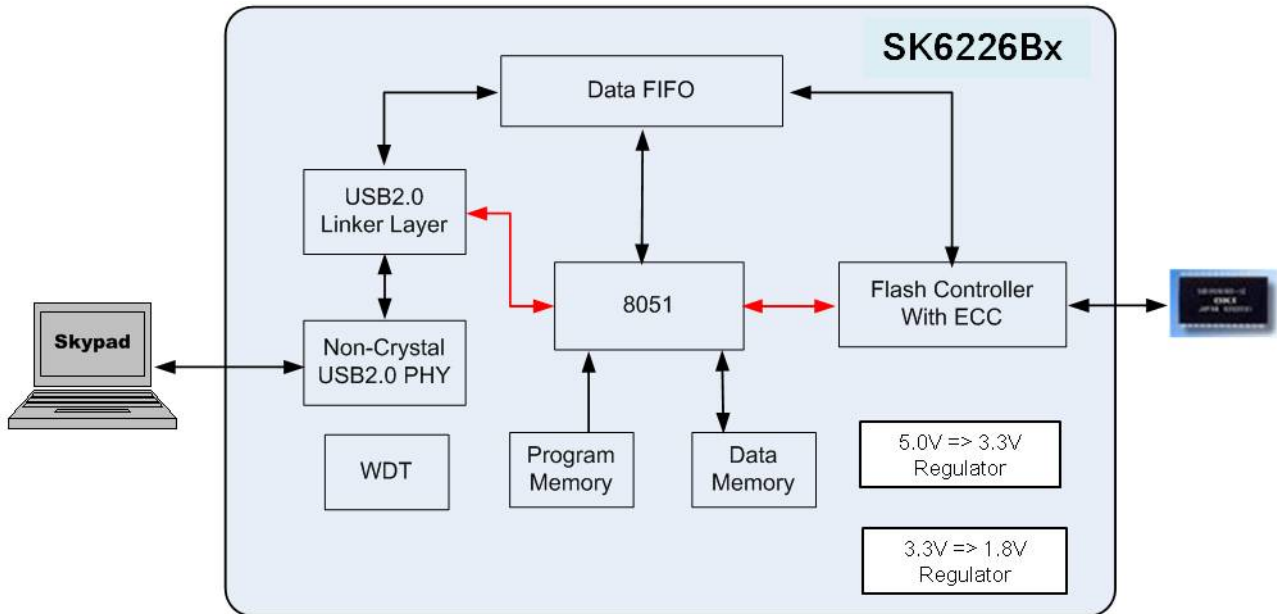 SK6226Bx
Data FIFO
USB2.0
Linker Layer
8051
Flash Controller
With ECC
OKI
Skypad
Non-Crystal
USB2.0 PHY
WDT
Program
Memory
Data
Memory
5.0V => 3.3V
Regulator
3.3V => 1.8V
Regulator